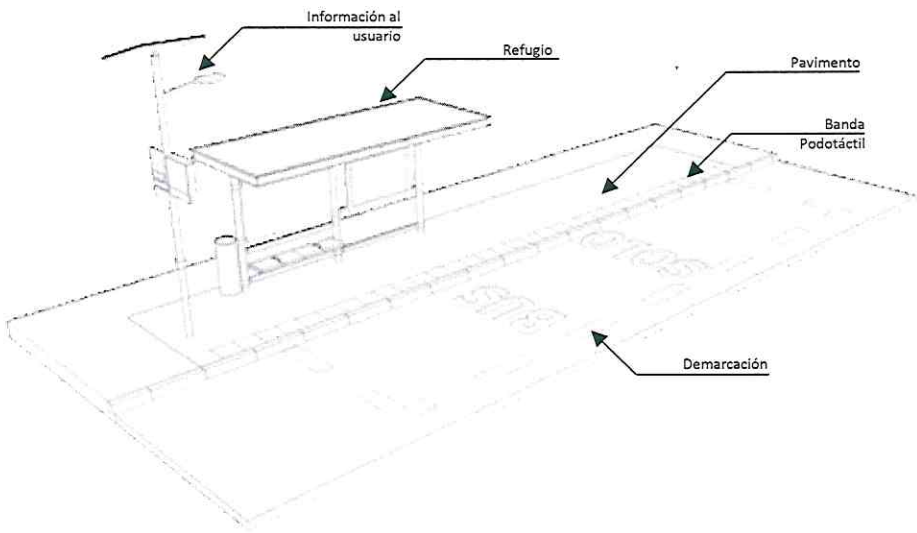 Información al
usuario
Refugio
Pavimento
Banda
Podotáctil
SOLO
BUS
Demarcación